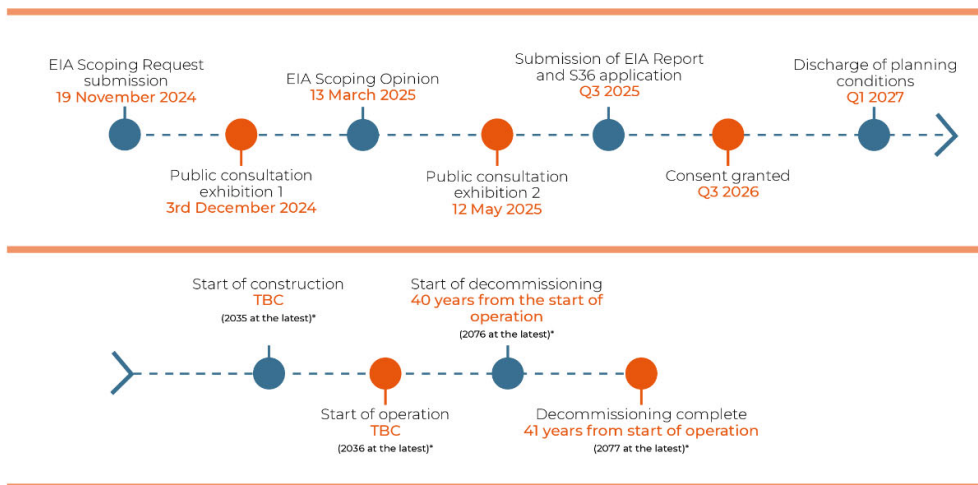 EIA Scoping Request
submission
19 November 2024
Public consultation
exhibition 1
3rd December 2024
EIA Scoping Opinion
13 March 2025
Public consultation
exhibition 2
12 May 2025
Submission of EIA Report
and S36 application
Q3 2025
Consent granted
Q3 2026
Discharge of planning
conditions
Q1 2027
Start of construction
TBC
(2035 at the latest)*
Start of operation
TBC
(2036 at the latest)*
Start of decommissioning
40 years from the start of
operation
(2076 at the latest)*
Decommissioning complete
41 years from start of operation
(2077 at the latest)*